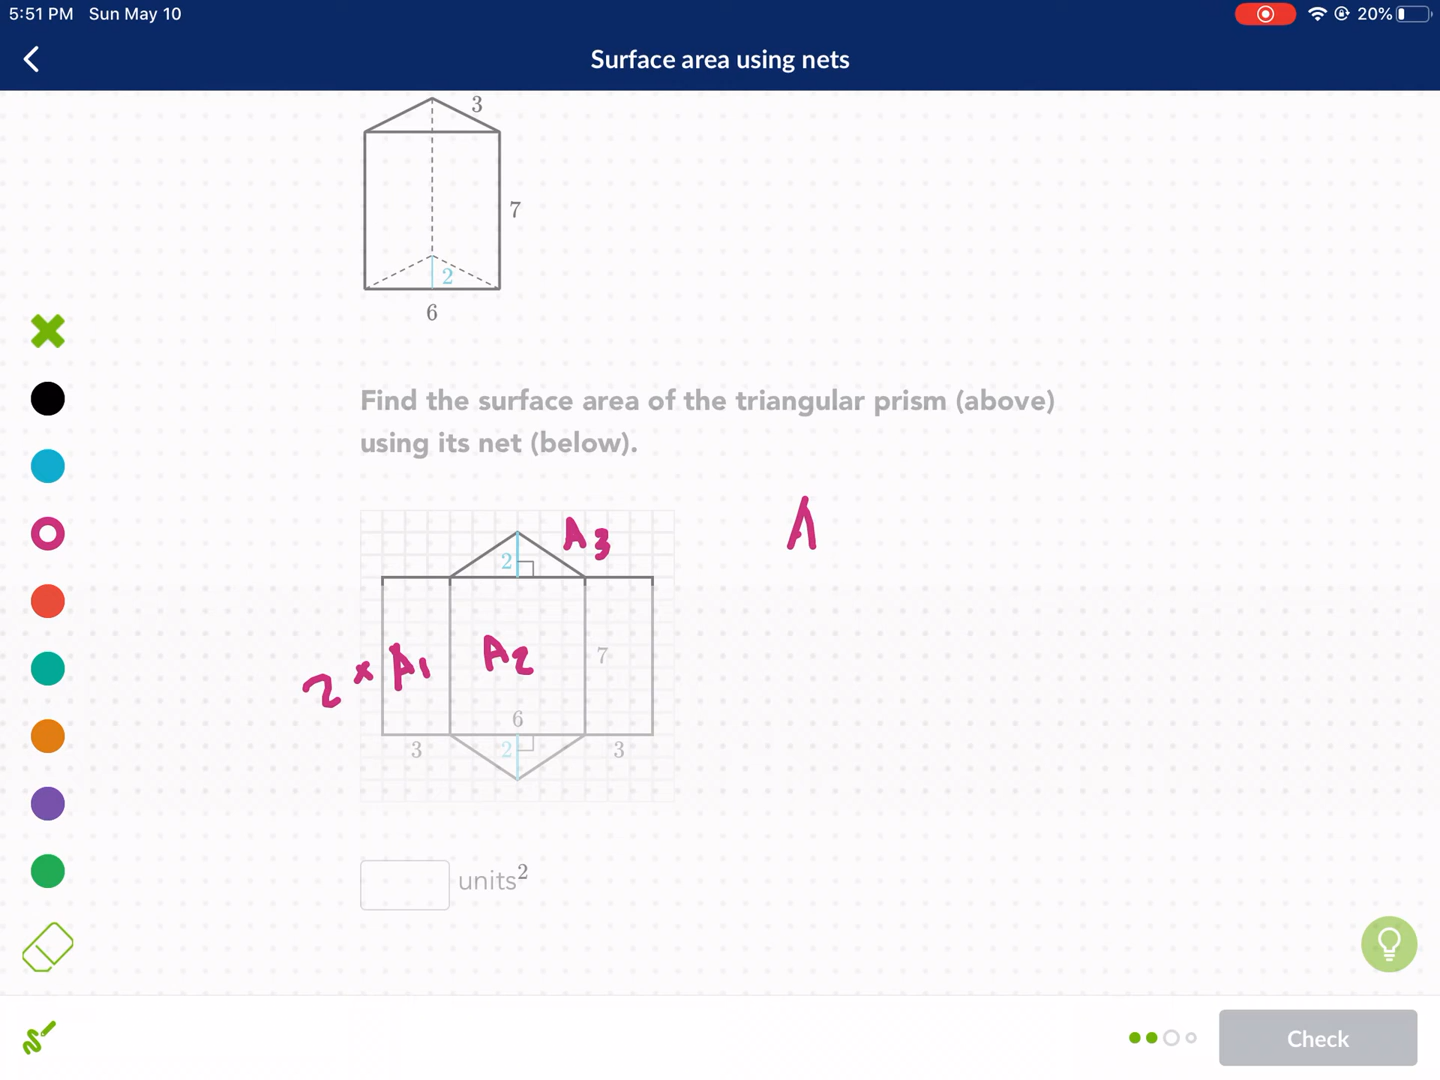 5:51 PM Sun May 10
20%
Surface area using nets
3
7
2
6
Find the surface area of the triangular prism (above)
using its net (below).
A3
A
2
2 × A1
A2
7
6
3
2
3
units²
Check